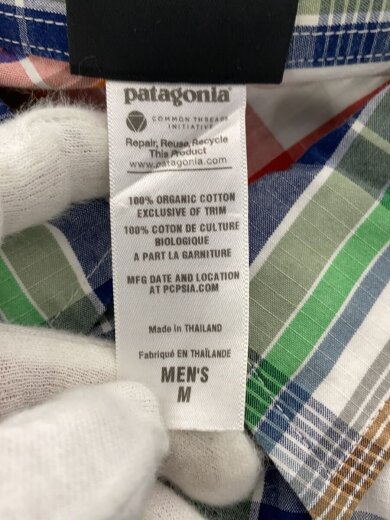 patagonia®
COMMON THREADS
INITIATIVE
Repair, Reuse, Recycle
This Product
www.patagonia.com
100% ORGANIC COTTON
EXCLUSIVE OF TRIM
100% COTON DE CULTURE
BIOLOGIQUE
A PART LA GARNITURE
MFG DATE AND LOCATION
AT PCPSIA.COM
Made in THAILAND
Fabriqué EN THAÏLANDE
MEN'S
M